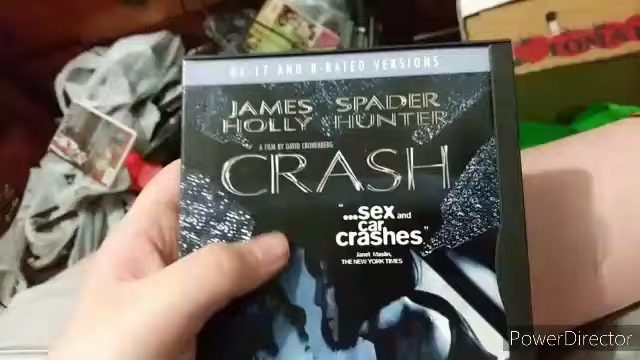 NC-17 AND R-RATED VERSIONS
JAMES SPADER
HOLLY HUNTER
A FILM BY DAVID CRONENBERG
CRASH
"...sex and
car
crashes."
Janet Maslin,
THE NEW YORK TIMES
PowerDirector